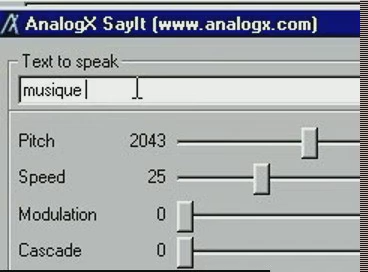 AnalogX SayIt (www.analogx.com)
Text to speak
musique
Pitch 2043
Speed 25
Modulation 0
Cascade 0